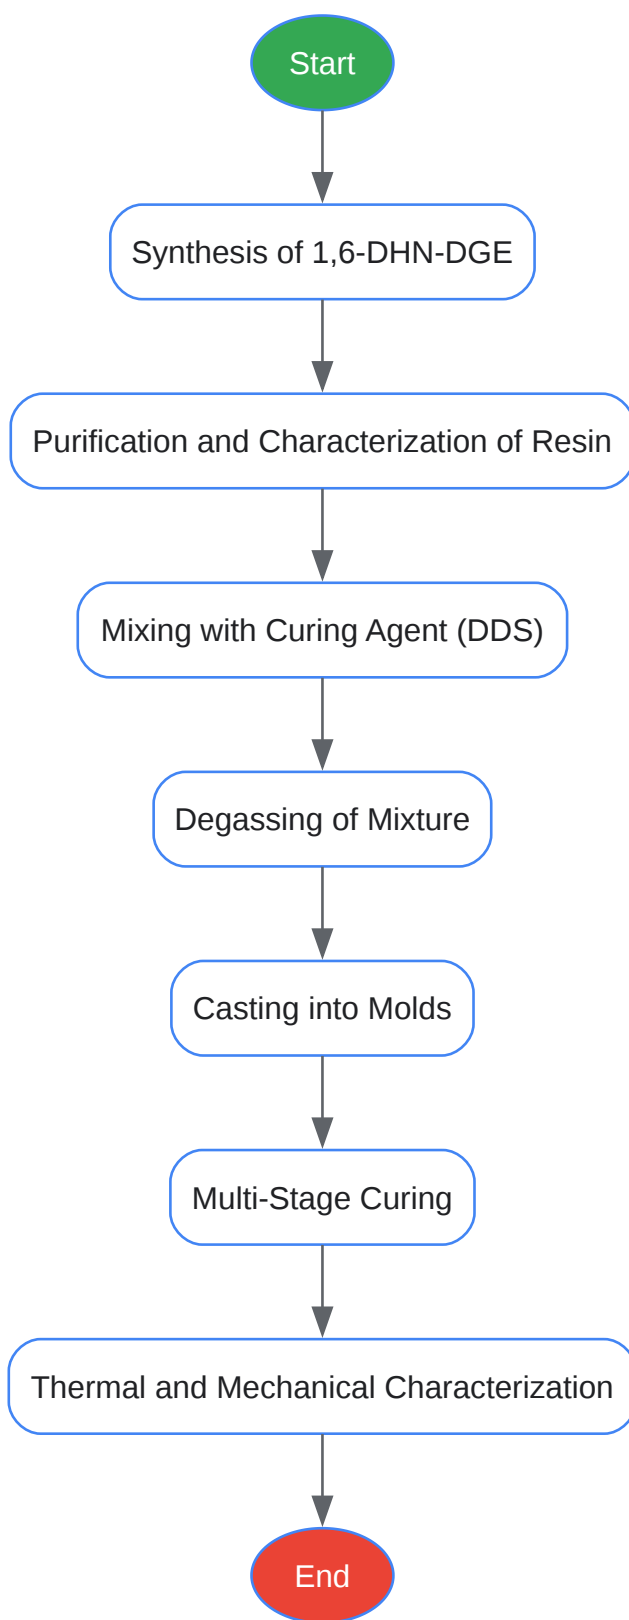 Start
Synthesis of 1,6-DHN-DGE
Purification and Characterization of Resin
Mixing with Curing Agent (DDS)
Degassing of Mixture
Casting into Molds
Multi-Stage Curing
Thermal and Mechanical Characterization
End